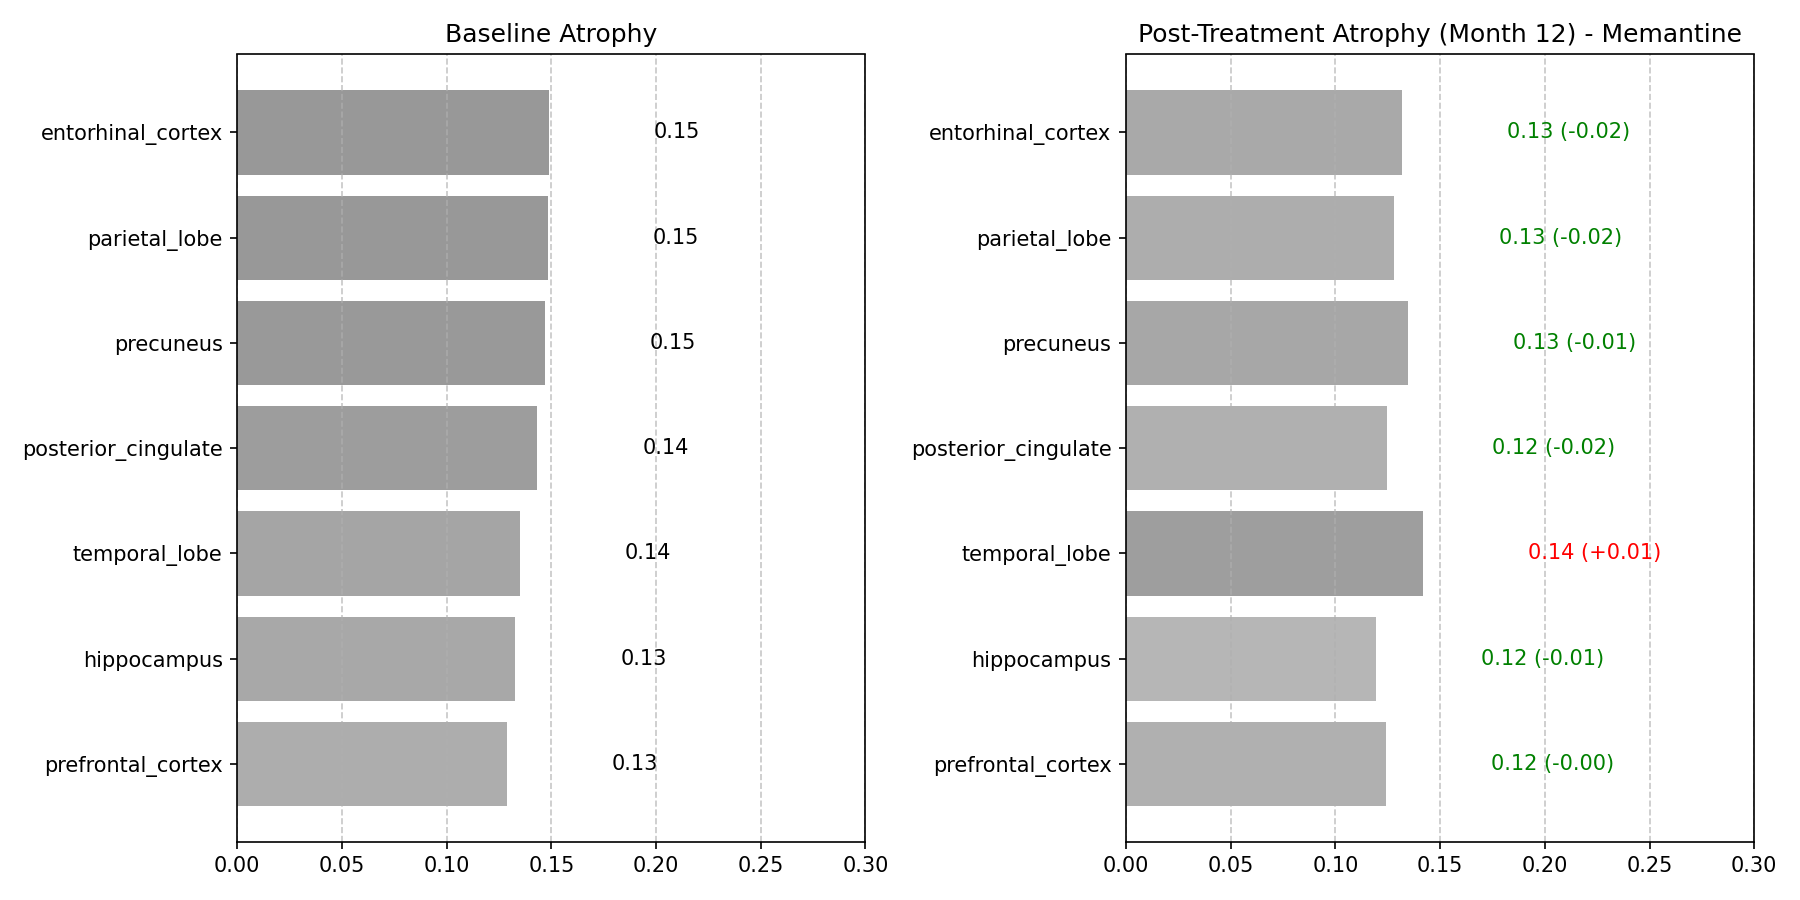 Baseline Atrophy
entorhinal_cortex
0.15
parietal_lobe
0.15
precuneus
0.15
posterior_cingulate
0.14
temporal_lobe
0.14
hippocampus
0.13
prefrontal_cortex
0.13
0.00 0.05 0.10 0.15 0.20 0.25 0.30
Post-Treatment Atrophy (Month 12) - Memantine
entorhinal_cortex
0.13 (-0.02)
parietal_lobe
0.13 (-0.02)
precuneus
0.13 (-0.01)
posterior_cingulate
0.12 (-0.02)
temporal_lobe
0.14 (+0.01)
hippocampus
0.12 (-0.01)
prefrontal_cortex
0.12 (-0.00)
0.00 0.05 0.10 0.15 0.20 0.25 0.30